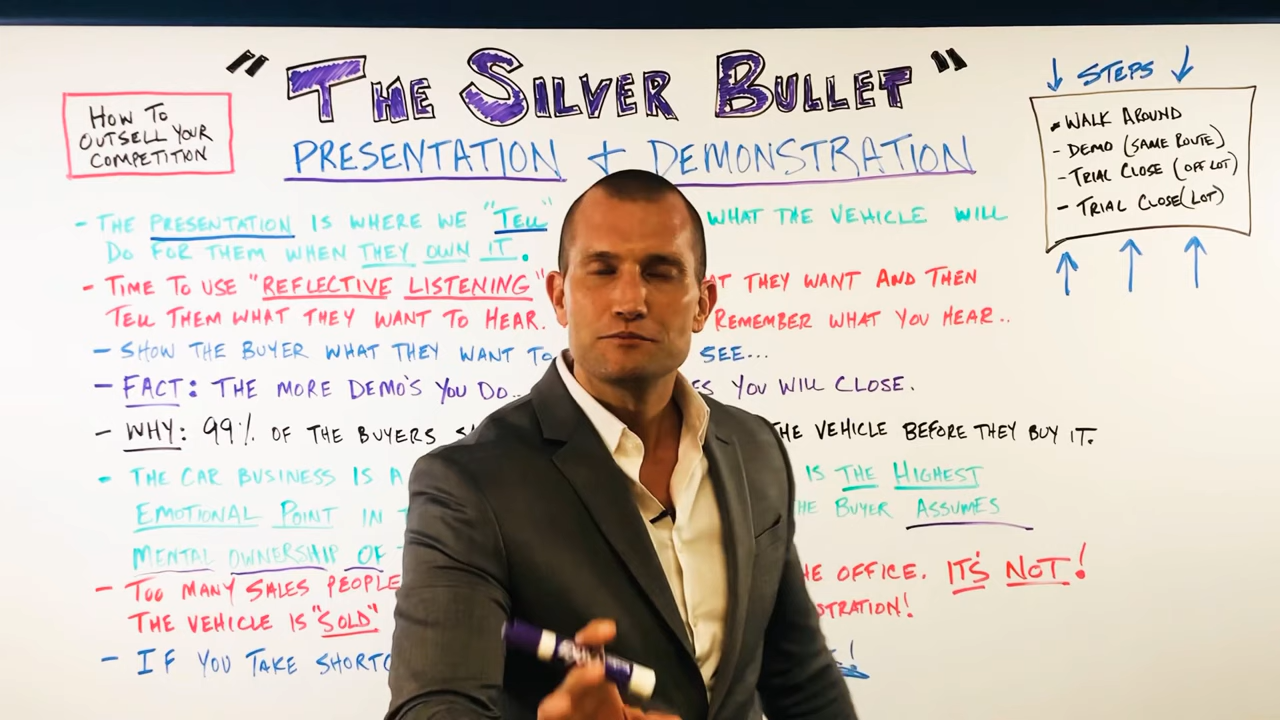 "THE SILVER BULLET"
PRESENTATION + DEMONSTRATION
HOW TO
OUTSELL YOUR
COMPETITION
STEPS
- WALK AROUND
- DEMO (SAME ROUTE)
- TRIAL CLOSE (OFF LOT)
- TRIAL CLOSE (LOT)
- THE PRESENTATION IS WHERE WE "TELL" WHAT THE VEHICLE WILL
DO FOR THEM WHEN THEY OWN IT.
- TIME TO USE "REFLECTIVE LISTENING" THEY WANT AND THEN
TELL THEM WHAT THEY WANT TO HEAR. REMEMBER WHAT YOU HEAR..
- SHOW THE BUYER WHAT THEY WANT TO SEE...
- FACT: THE MORE DEMO'S YOU DO.. YOU WILL CLOSE.
- WHY: 99% OF THE BUYERS THE VEHICLE BEFORE THEY BUY IT.
- THE CAR BUSINESS IS A IS THE HIGHEST
EMOTIONAL POINT IN THE BUYER ASSUMES
MENTAL OWNERSHIP OF
- TOO MANY SALES PEOPLE THE OFFICE. IT'S NOT!
THE VEHICLE IS "SOLD" STRATION!
- IF YOU TAKE